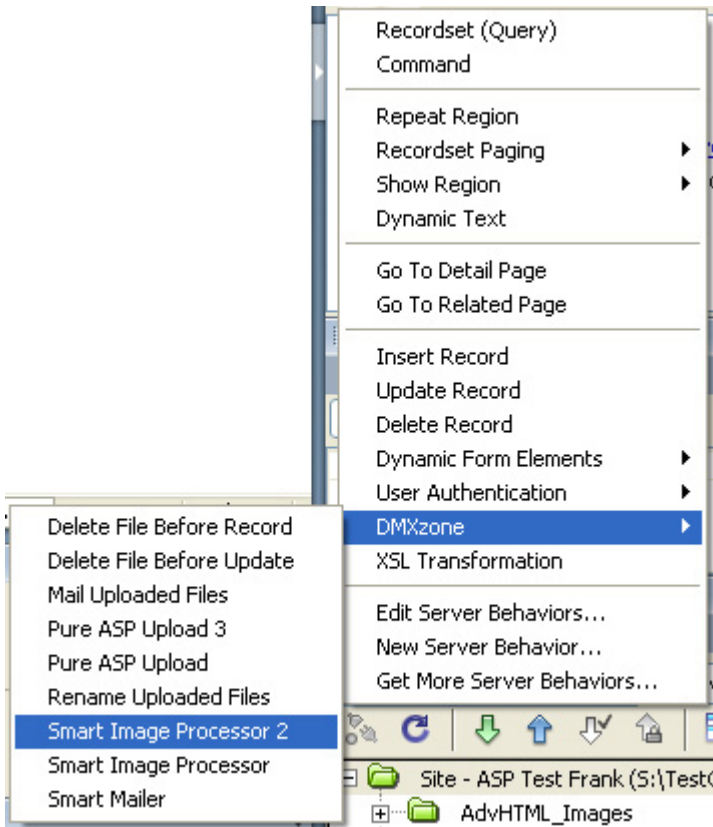 Recordset (Query)
Command
Repeat Region
Recordset Paging
Show Region
Dynamic Text
Go To Detail Page
Go To Related Page
Insert Record
Update Record
Delete Record
Dynamic Form Elements
User Authentication
DMXzone
XSL Transformation
Edit Server Behaviors...
New Server Behavior...
Get More Server Behaviors...
Delete File Before Record
Delete File Before Update
Mail Uploaded Files
Pure ASP Upload 3
Pure ASP Upload
Rename Uploaded Files
Smart Image Processor 2
Smart Image Processor
Smart Mailer
Site - ASP Test Frank (S:\Test
AdvHTML_Images